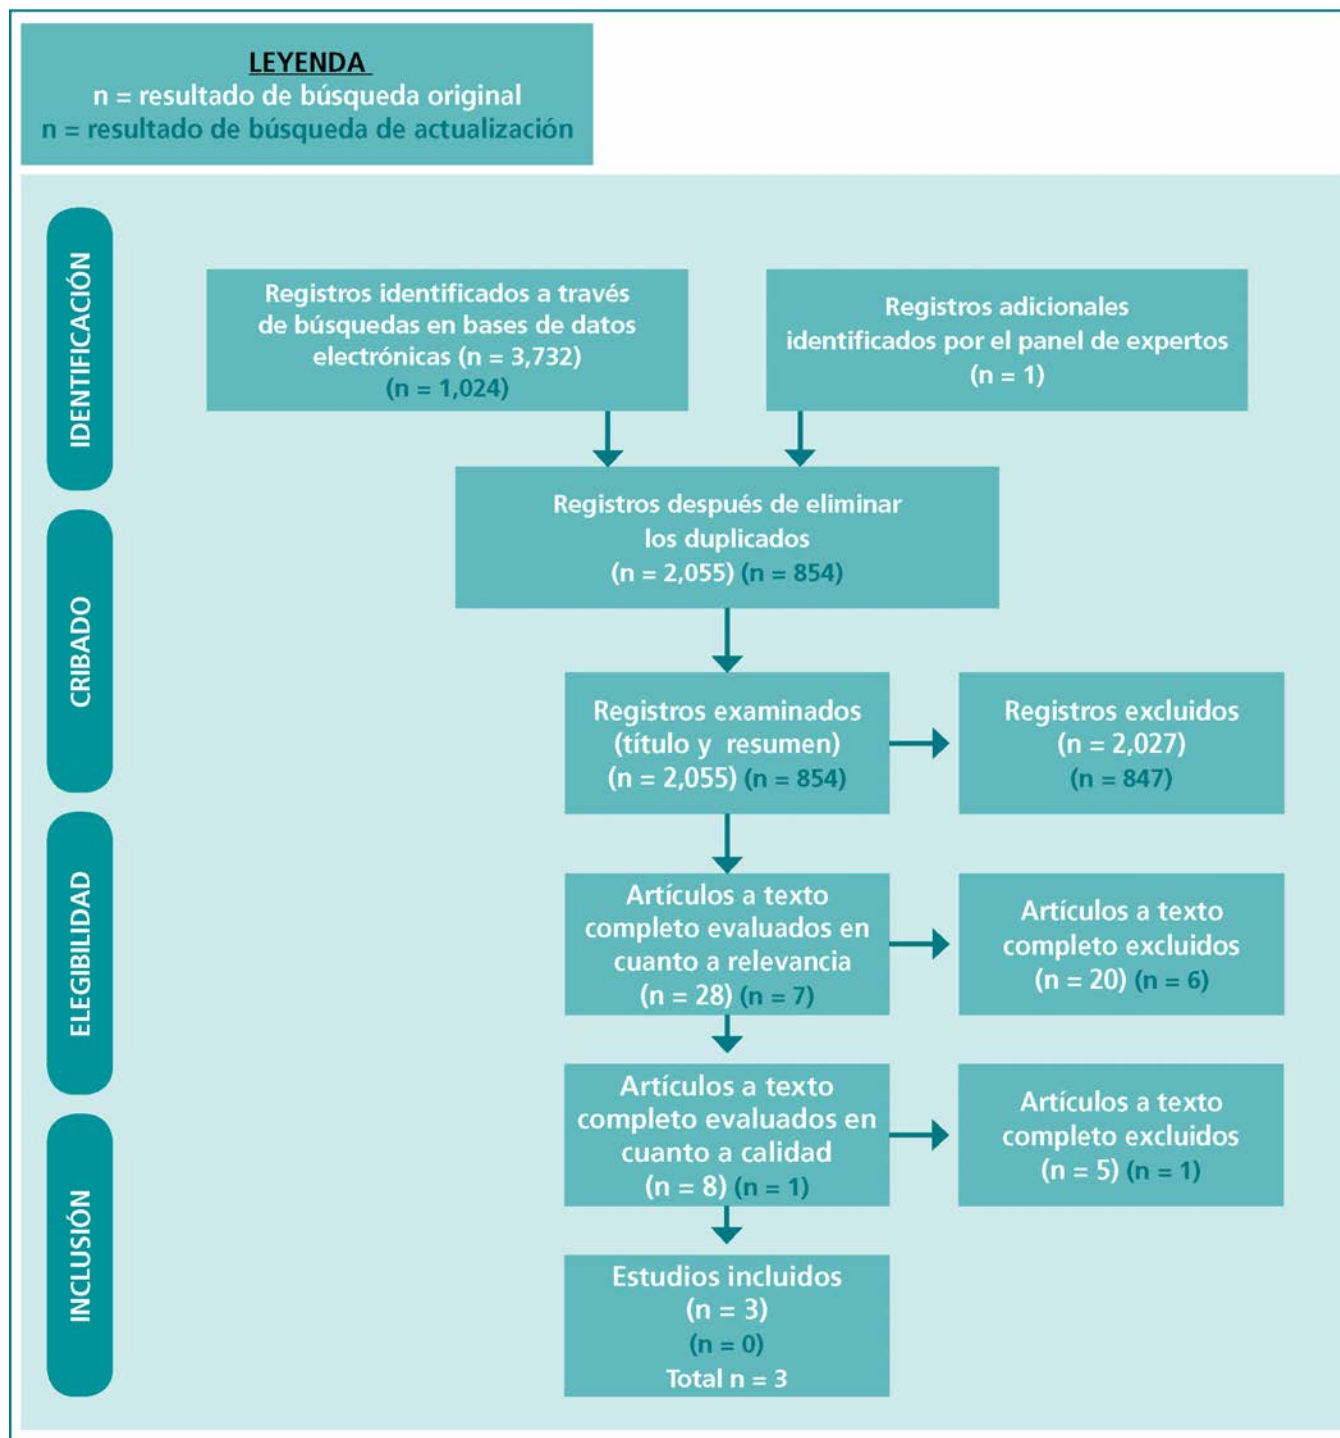 LEYENDA
n = resultado de búsqueda original
n = resultado de búsqueda de actualización
IDENTIFICACIÓN
Registros identificados a través
de búsquedas en bases de datos
electrónicas (n = 3,732)
(n = 1,024)
Registros adicionales
identificados por el panel de expertos
(n = 1)
Registros después de eliminar
los duplicados
(n = 2,055) (n = 854)
CRIBADO
Registros examinados
(título y resumen)
(n = 2,055) (n = 854)
Registros excluidos
(n = 2,027)
(n = 847)
ELEGIBILIDAD
Artículos a texto
completo evaluados en
cuanto a relevancia
(n = 28) (n = 7)
Artículos a texto
completo excluidos
(n = 20) (n = 6)
Artículos a texto
completo evaluados en
cuanto a calidad
(n = 8) (n = 1)
Artículos a texto
completo excluidos
(n = 5) (n = 1)
INCLUSIÓN
Estudios incluidos
(n = 3)
(n = 0)
Total n = 3